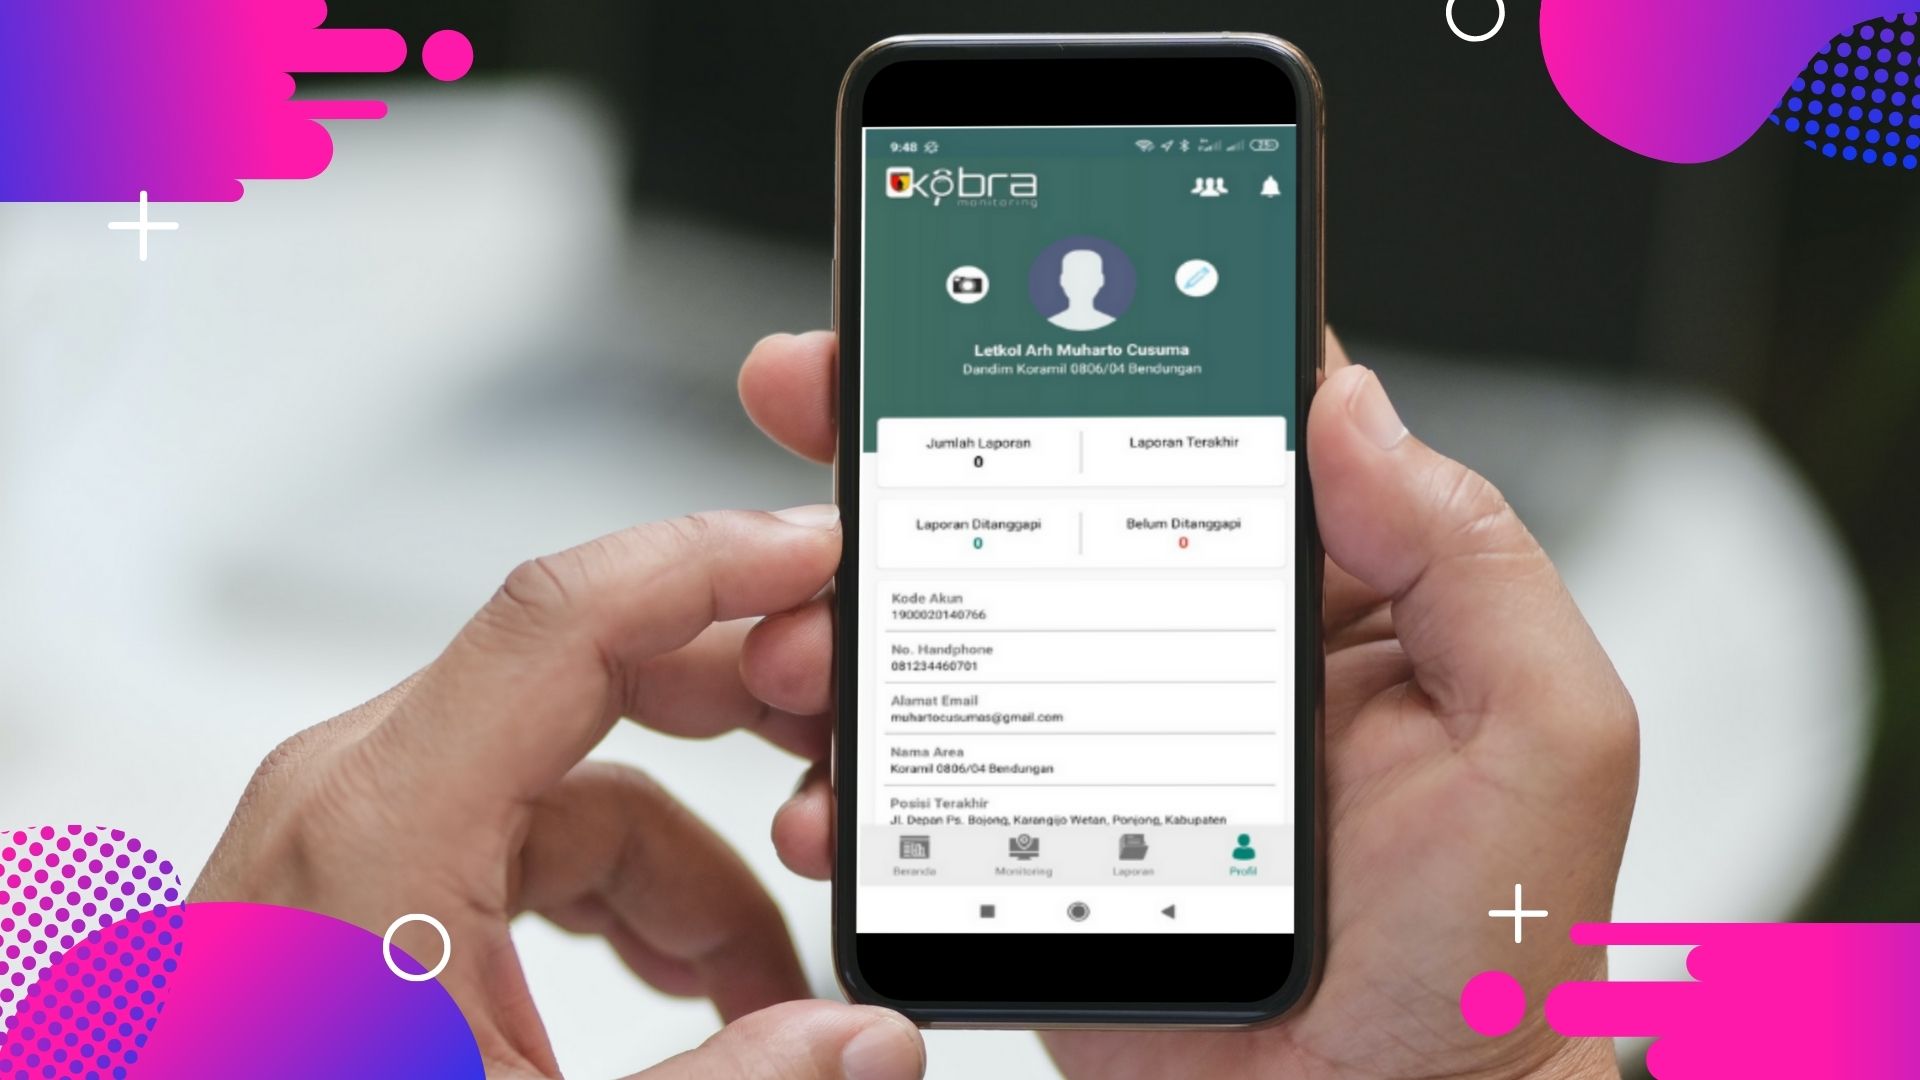 9:48
kobra
monitoring
Letkol Arh Muharto Cusuma
Dandim Koramil 0806/04 Bendungan
Jumlah Laporan
0
Laporan Terakhir
Laporan Ditanggapi
0
Belum Ditanggapi
0
Kode Akun
1900020140766
No. Handphone
081234460701
Alamat Email
muhartocusumas@gmail.com
Nama Area
Koramil 0806/04 Bendungan
Posisi Terakhir
Jl. Depan Ps. Bojong, Karangijo Wetan, Ponjong, Kabupaten
Beranda
Monitoring
Laporan
Profil